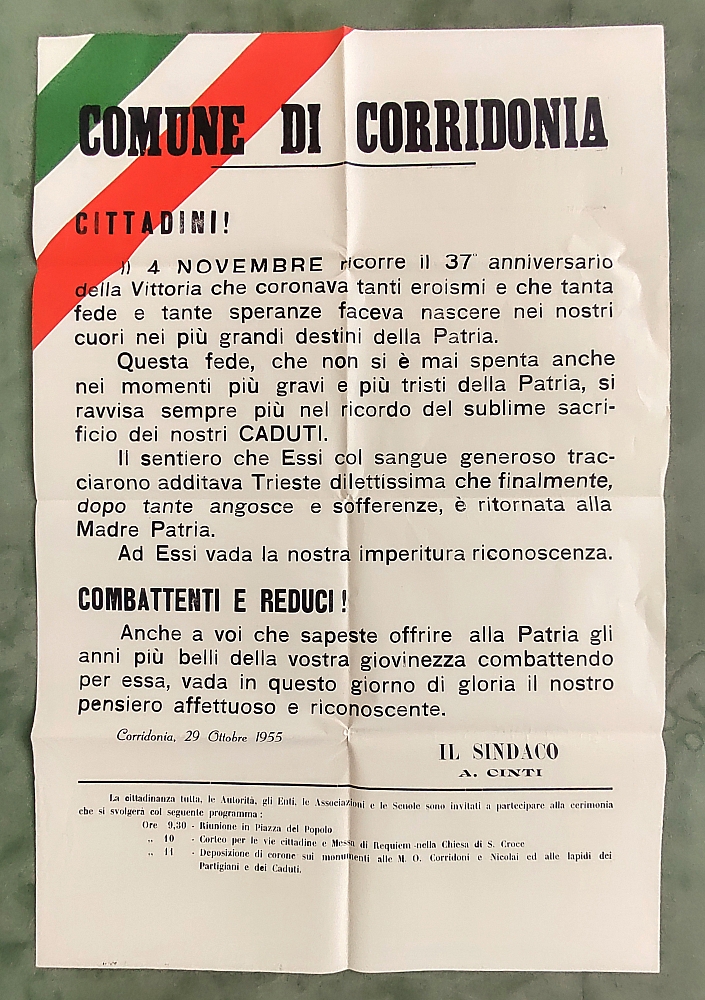 COMUNE DI CORRIDONIA
CITTADINI!
Il 4 NOVEMBRE ricorre il 37° anniversario
della Vittoria che coronava tanti eroismi e che tanta
fede e tante speranze faceva nascere nei nostri
cuori nei più grandi destini della Patria.
Questa fede, che non si è mai spenta anche
nei momenti più gravi e più tristi della Patria, si
ravvisa sempre più nel ricordo del sublime sacri-
ficio dei nostri CADUTI.
Il sentiero che Essi col sangue generoso trac-
ciarono additava Trieste dilettissima che finalmente,
dopo tante angosce e sofferenze, è ritornata alla
Madre Patria.
Ad Essi vada la nostra imperitura riconoscenza.
COMBATTENTI E REDUCI!
Anche a voi che sapeste offrire alla Patria gli
anni più belli della vostra giovinezza combattendo
per essa, vada in questo giorno di gloria il nostro
pensiero affettuoso e riconoscente.
Corridonia, 29 Ottobre 1955
IL SINDACO
A. CINTI
La cittadinanza tutta, le Autorità, gli Enti, le Associazioni e le Scuole sono invitati a partecipare alla cerimonia
che si svolgerà col seguente programma:
Ore 9,30 - Riunione in Piazza del Popolo
„ 10 - Corteo per le vie cittadine e Messa di Requiem nella Chiesa di S. Croce
„ 11 - Deposizione di corone sui monumenti alle M. O. Corridoni e Nicolai ed alle lapidi dei
Partigiani e dei Caduti.